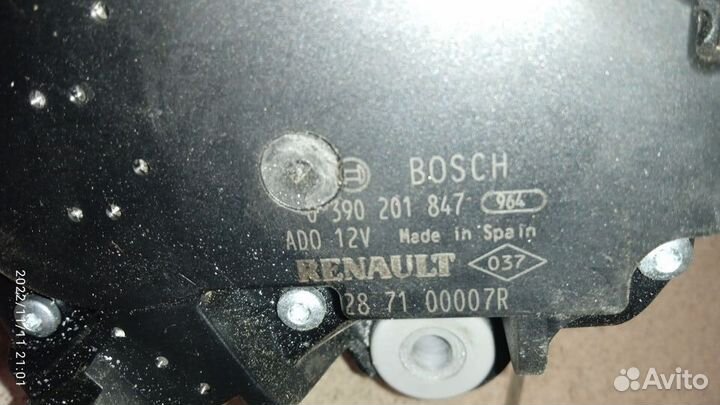 BOSCH
0 390 201 847 964
ADO 12V Made in Spain
RENAULT 037
28 71 00007R
2022/11/11 21:01
Avito